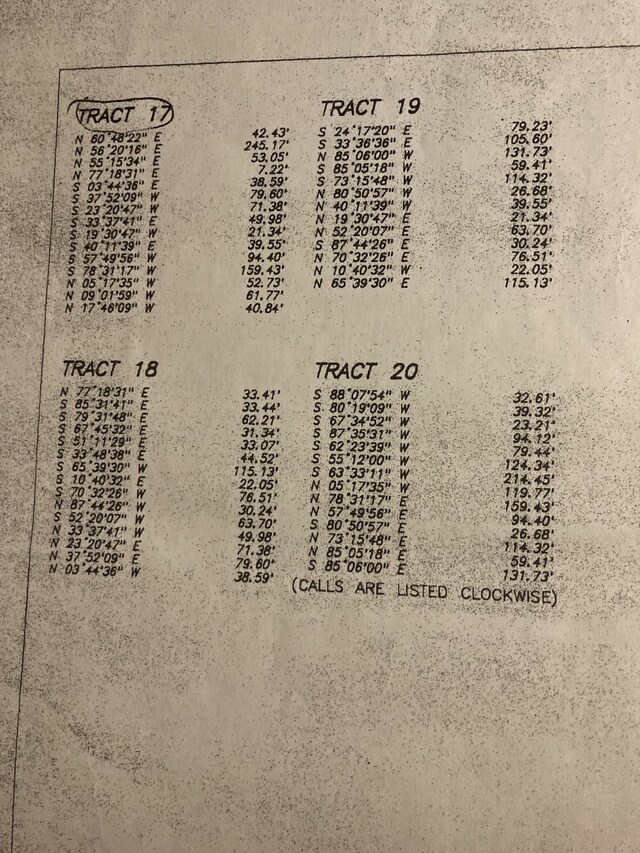 TRACT 17
N 60°48'22" E 42.43'
N 56°20'16" E 245.17'
N 55°15'34" E 53.05'
N 77°18'31" E 7.22'
S 03°44'36" E 38.59'
S 37°52'09" W 79.60'
S 23°20'47" W 71.38'
S 33°37'41" E 49.98'
S 19°30'47" W 21.34'
S 40°11'39" E 39.55'
S 57°49'56" W 94.40'
S 78°31'17" W 159.43'
N 05°17'35" W 52.73'
N 09°01'59" W 61.77'
N 17°46'09" W 40.84'
TRACT 18
N 77°18'31" E 33.41'
S 85°31'41" E 33.44'
S 79°31'48" E 62.21'
S 67°45'32" E 31.34'
S 51°11'29" E 33.07'
S 33°48'38" E 44.52'
S 65°39'30" W 115.13'
S 10°40'32" E 22.05'
S 70°32'26" W 76.51'
N 87°44'26" W 30.24'
S 52°20'07" W 63.70'
N 33°37'41" W 49.98'
N 23°20'47" E 71.38'
N 37°52'09" E 79.60'
N 03°44'36" W 38.59'
TRACT 19
S 24°17'20" E 79.23'
S 33°36'36" E 105.60'
N 85°06'00" W 131.73'
S 85°05'18" W 59.41'
S 73°15'48" W 114.32'
N 80°50'57" W 26.68'
N 40°11'39" W 39.55'
N 19°30'47" E 21.34'
N 52°20'07" E 63.70'
S 87°44'26" E 30.24'
N 70°32'26" E 76.51'
N 10°40'32" W 22.05'
N 65°39'30" E 115.13'
TRACT 20
S 88°07'54" W 32.61'
S 80°19'09" W 39.32'
S 67°34'52" W 23.21'
S 87°35'31" W 94.12'
S 62°23'39" W 79.44'
S 55°12'00" W 124.34'
S 63°33'11" W 214.45'
N 05°17'35" W 119.77'
N 78°31'17" E 159.43'
N 57°49'56" E 94.40'
S 80°50'57" E 26.68'
N 73°15'48" E 114.32'
N 85°05'18" E 59.41'
S 85°06'00" E 131.73'
(CALLS ARE LISTED CLOCKWISE)